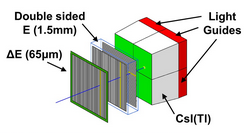 Double sided
E (1.5mm)
Light
Guides
ΔE (65μm)
CsI(Tl)